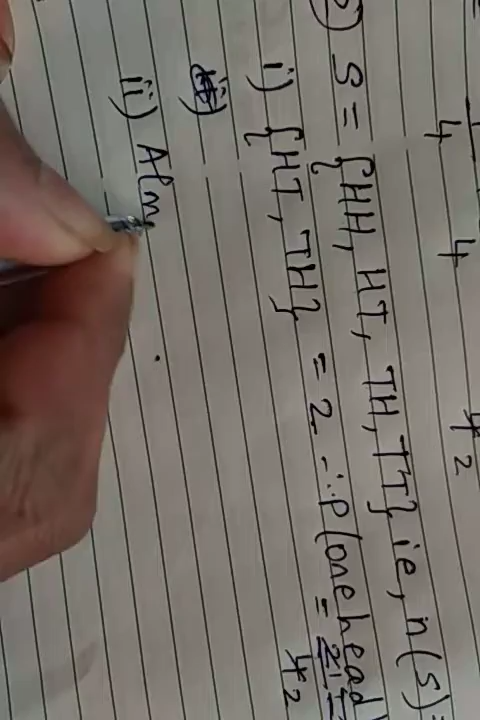 4 4 4 2
S = {HH, HT, TH, TT} ie, n(S)=
i) {HT, TH} = 2 ∴ P(one head)
= 2 1
4 2
ii) Alm